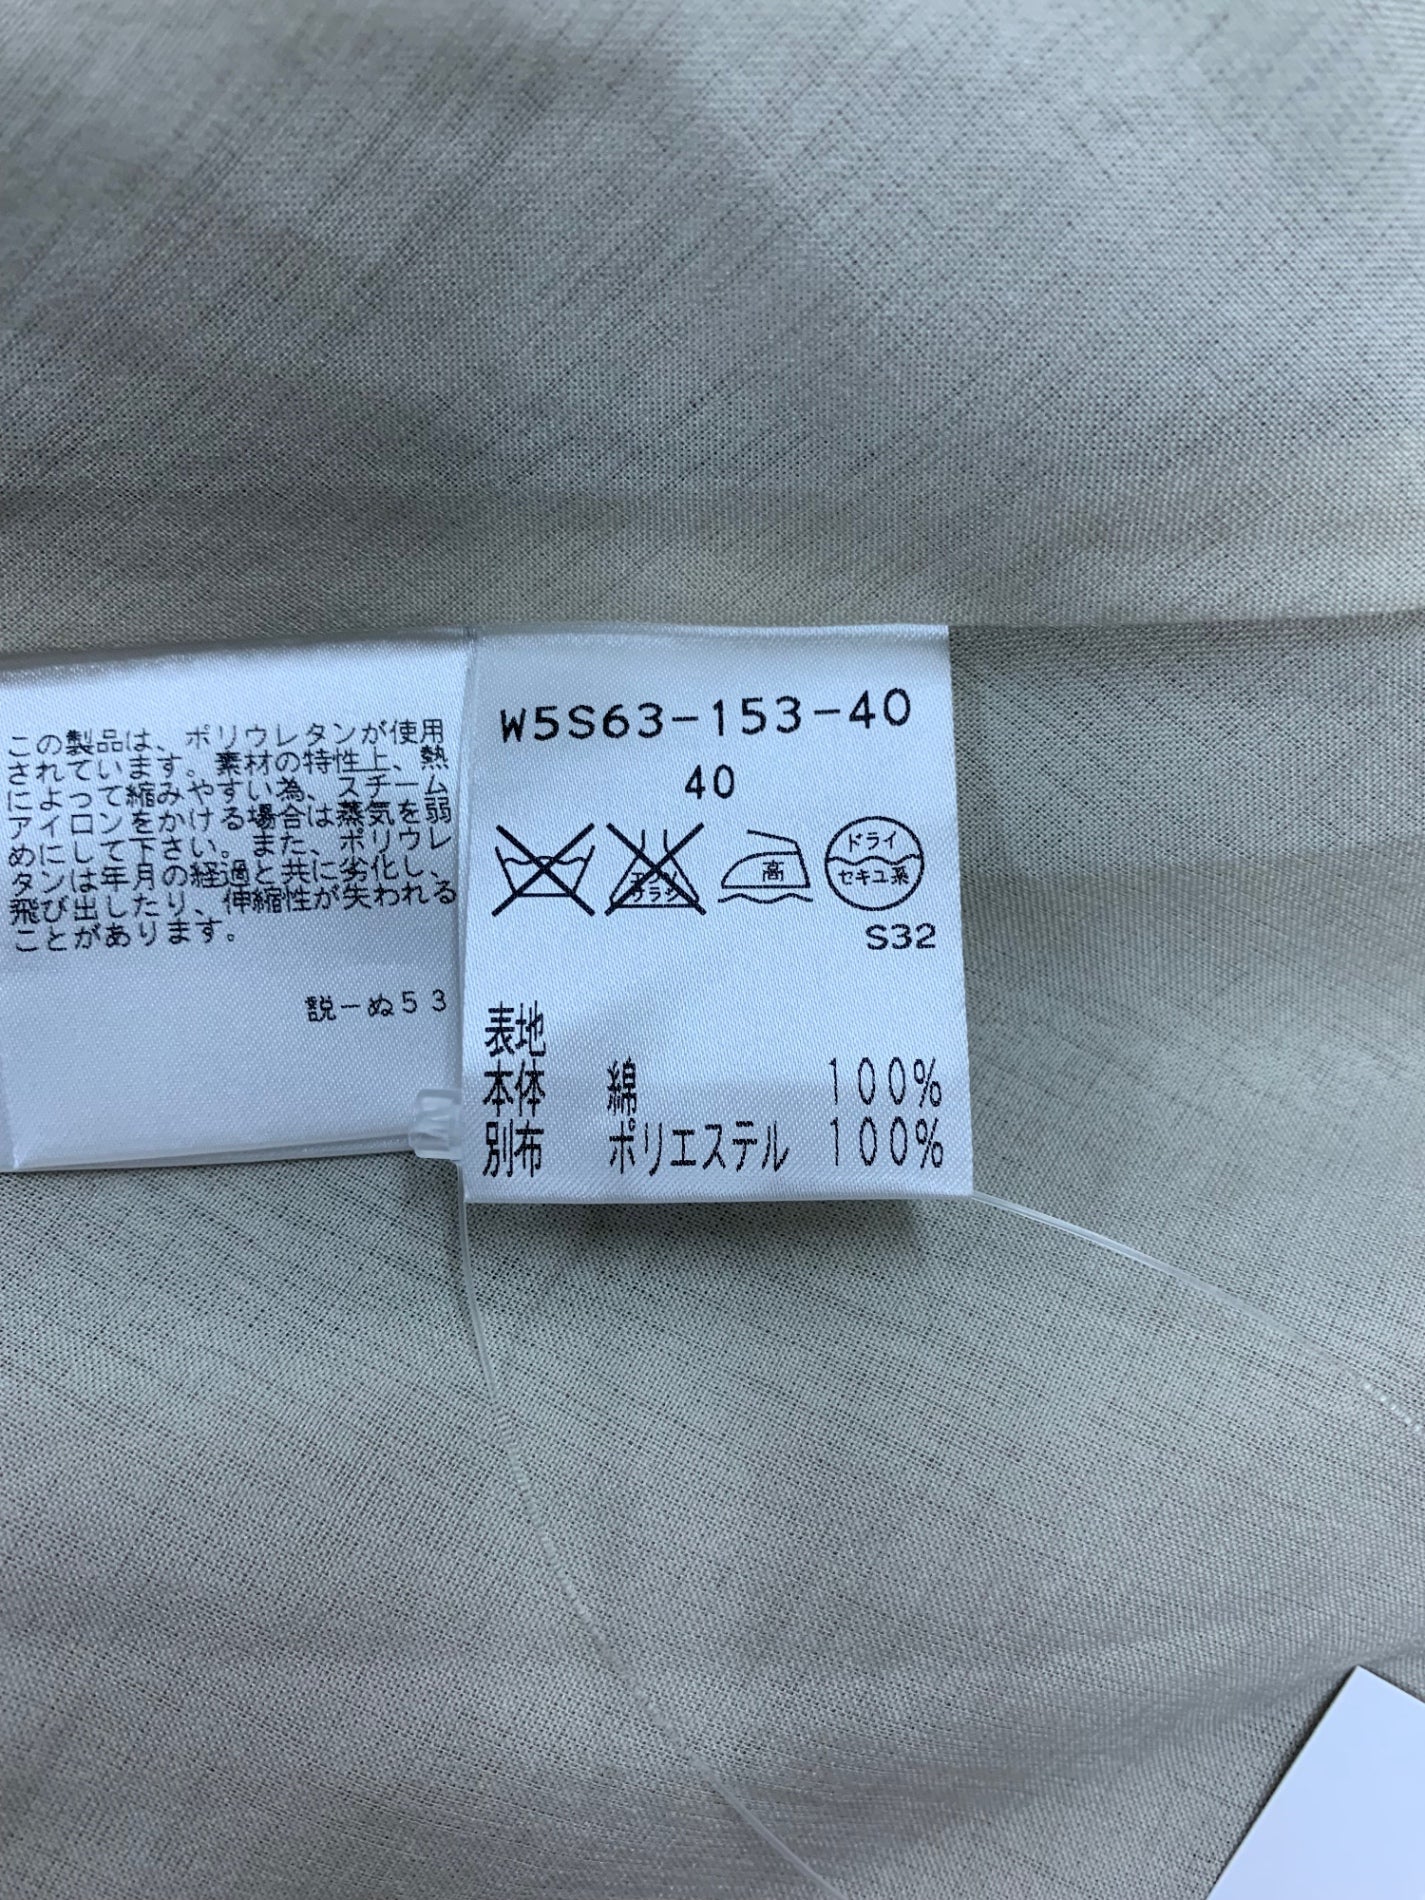 この製品は、ポリウレタンが使用
されています。素材の特性上、熱
によって縮みやすい為、スチーム
アイロンをかける場合は蒸気を弱
めにして下さい。また、ポリウレ
タンは年月の経過と共に劣化し、
飛び出したり、伸縮性が失われる
ことがあります。
説ーぬ53
W5S63-153-40
40
エンソ
サラシ
高
ドライ
セキユ系
S32
表地
本体 綿 100%
別布 ポリエステル 100%